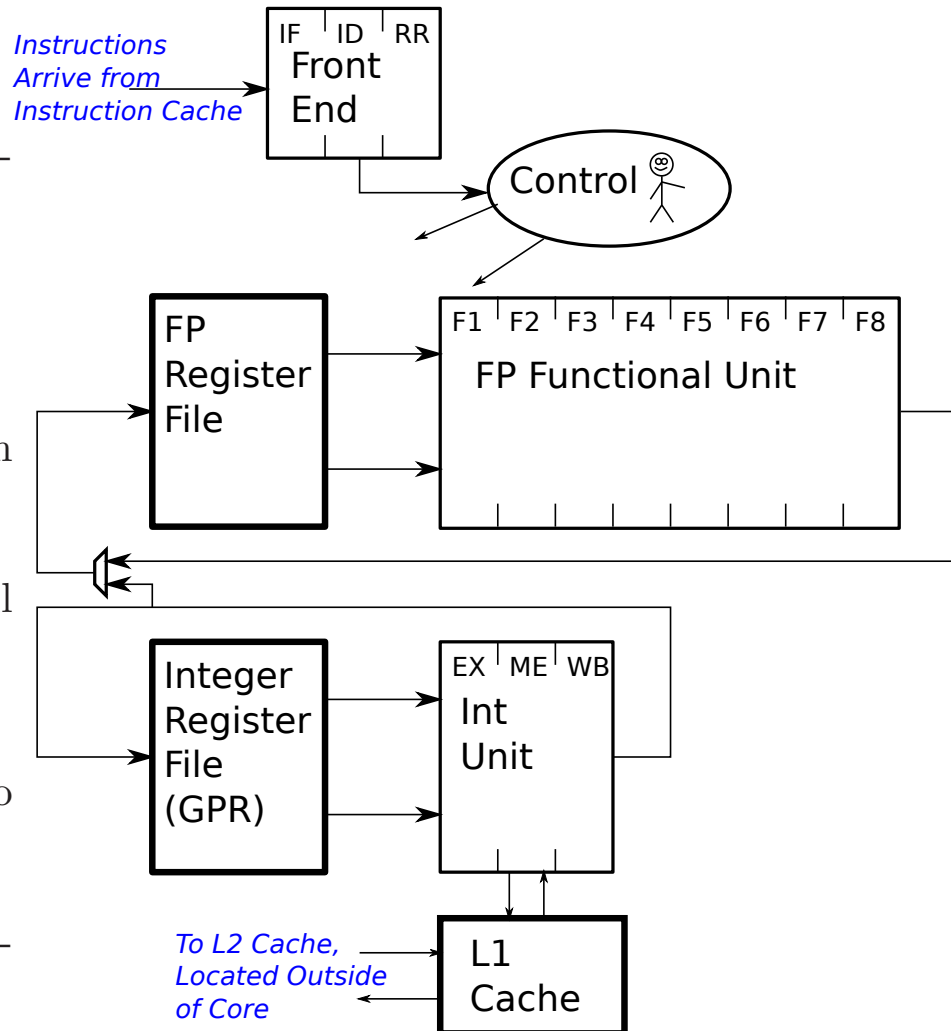 Instructions
Arrive from
Instruction Cache
IF ID RR
Front
End
Control
FP
Register
File
F1 F2 F3 F4 F5 F6 F7 F8
FP Functional Unit
n
l
Integer
Register
File
(GPR)
EX ME WB
Int
Unit
o
To L2 Cache,
Located Outside
of Core
L1
Cache